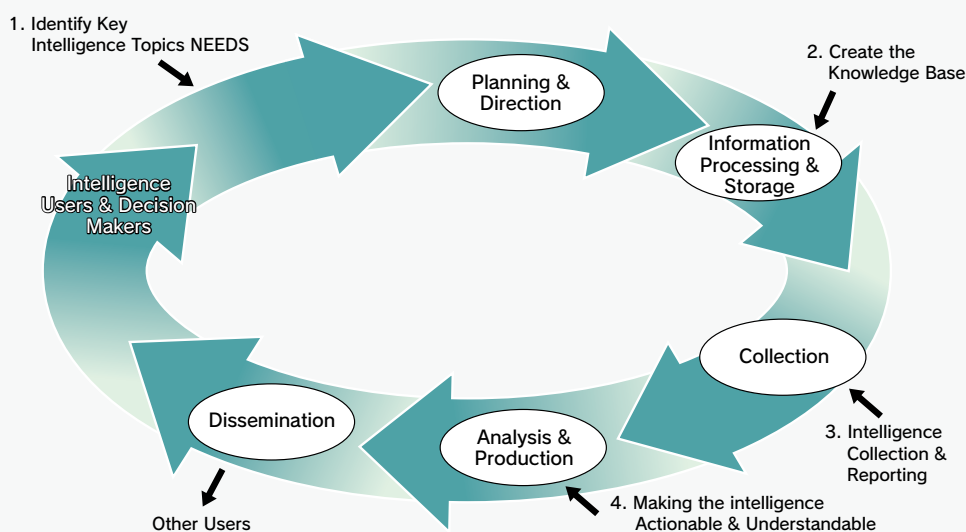 1. Identify Key
Intelligence Topics NEEDS
Planning &
Direction
2. Create the
Knowledge Base
Information
Processing &
Storage
Intelligence
Users & Decision
Makers
Collection
3. Intelligence
Collection &
Reporting
Analysis &
Production
4. Making the intelligence
Actionable & Understandable
Dissemination
Other Users